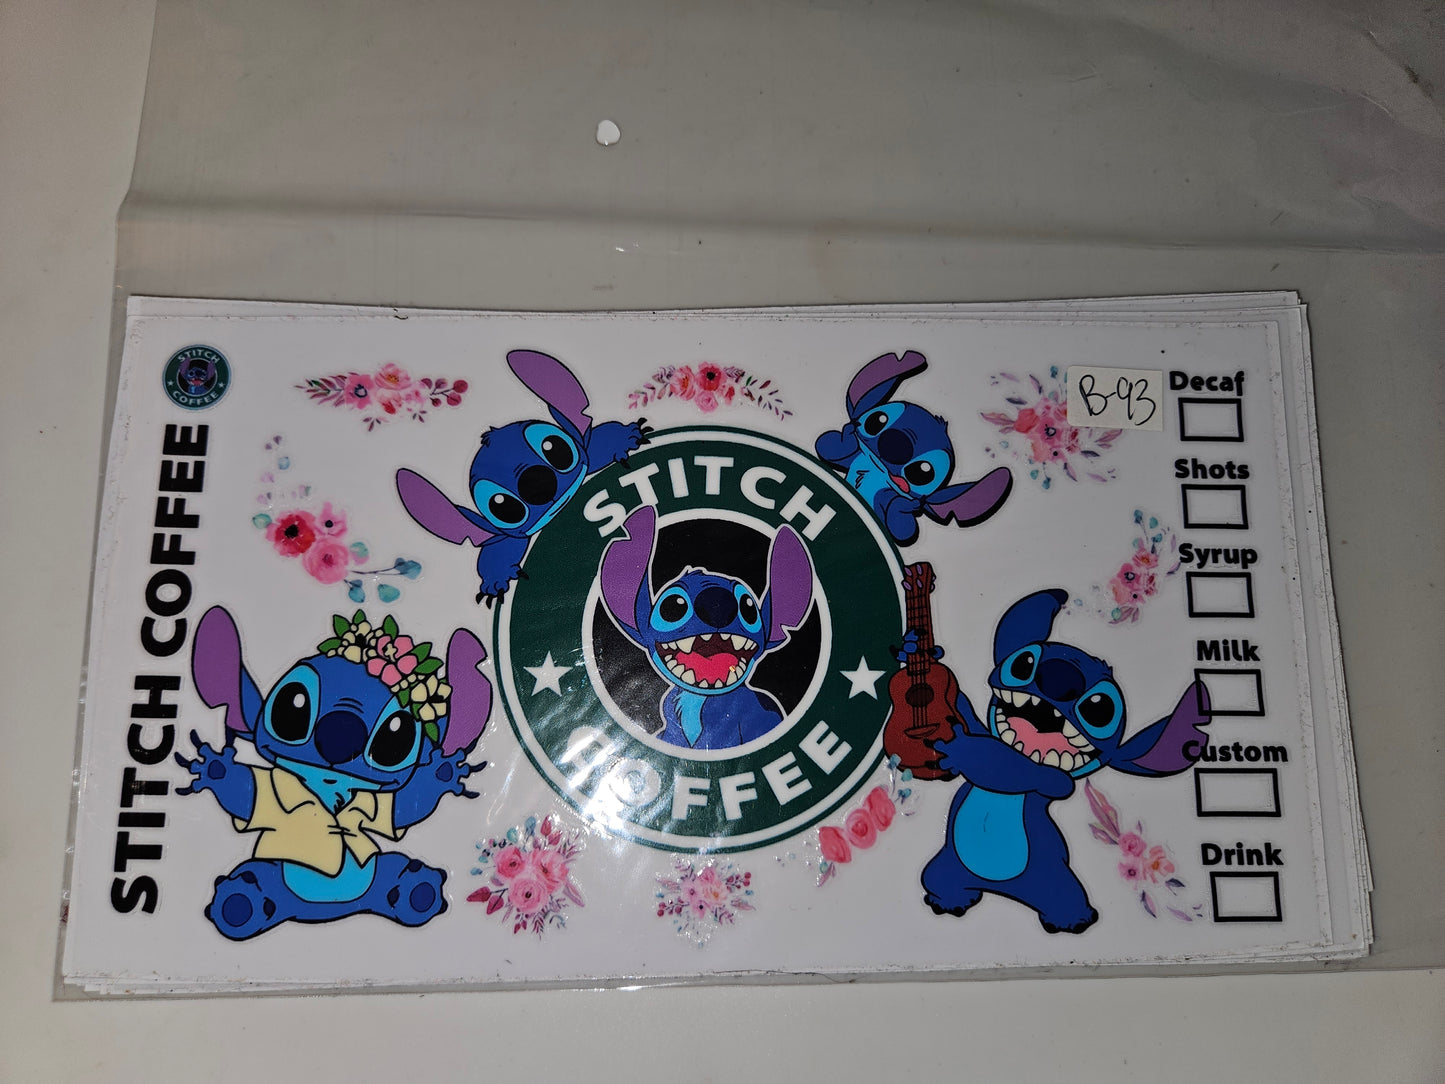 STITCH
COFFEE
STITCH COFFEE
STITCH
COFFEE
B-93
Decaf
Shots
Syrup
Milk
Custom
Drink